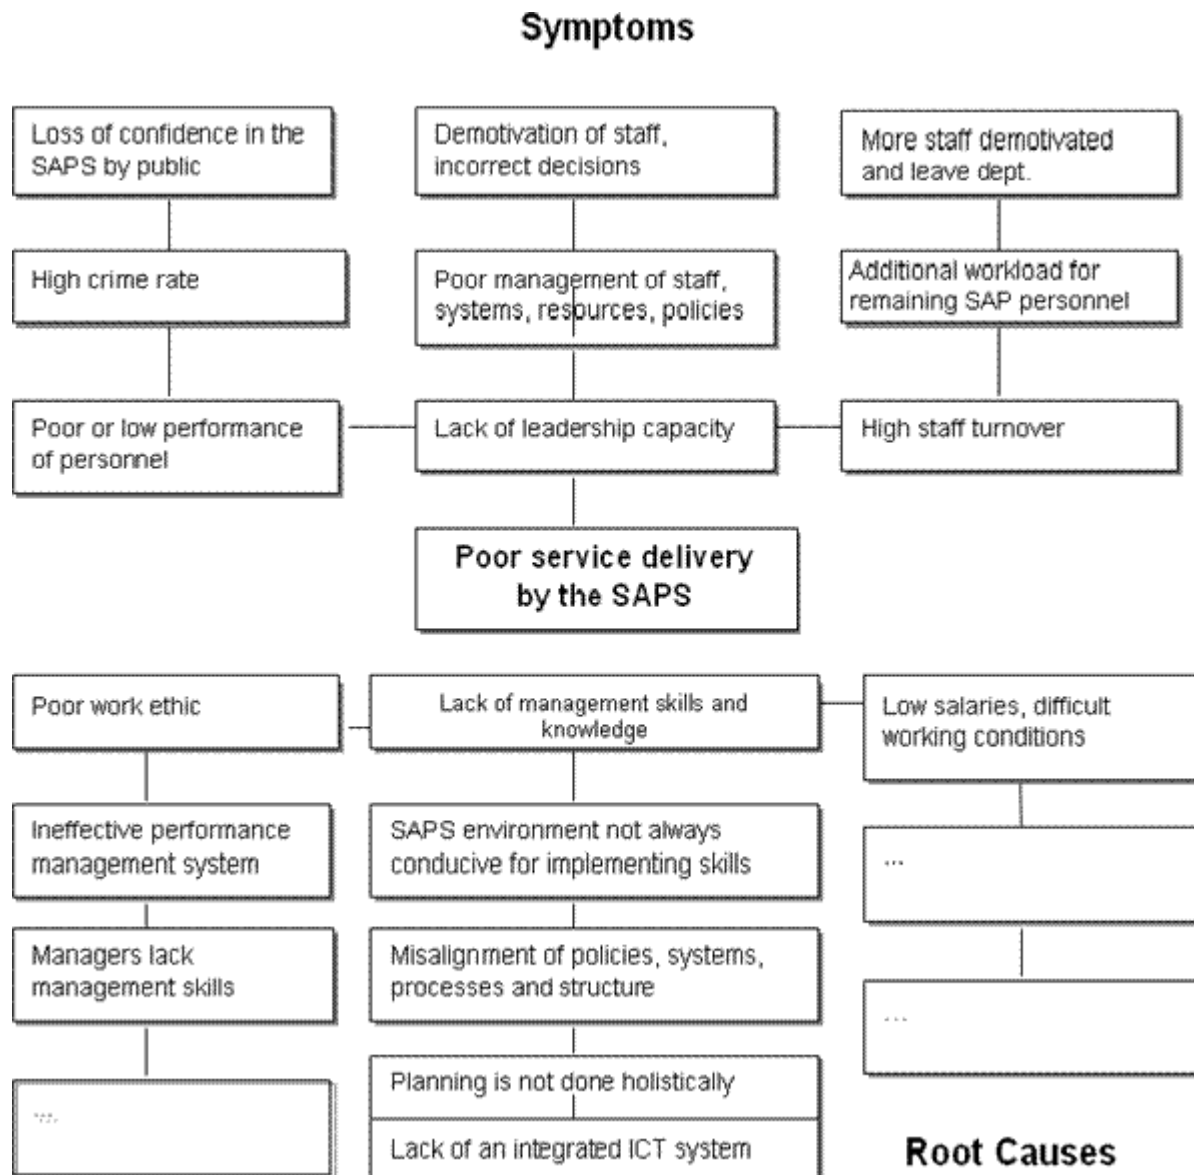 Symptoms
Loss of confidence in the
SAPS by public
Demotivation of staff,
incorrect decisions
More staff demotivated
and leave dept.
High crime rate
Poor management of staff,
systems, resources, policies
Additional workload for
remaining SAP personnel
Poor or low performance
of personnel
Lack of leadership capacity
High staff turnover
Poor service delivery
by the SAPS
Poor work ethic
Lack of management skills and
knowledge
Low salaries, difficult
working conditions
Ineffective performance
management system
SAPS environment not always
conducive for implementing skills
...
Managers lack
management skills
Misalignment of policies, systems,
processes and structure
...
....
Planning is not done holistically
Lack of an integrated ICT system
Root Causes